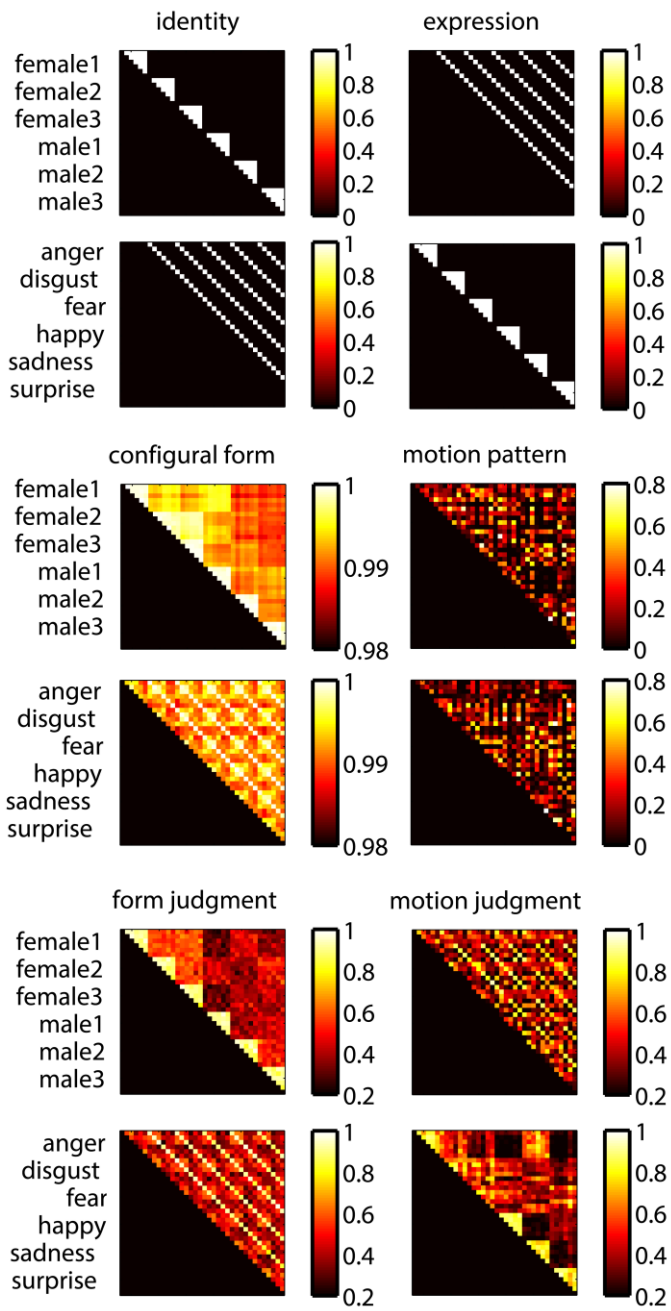 identity expression
female1
female2
female3
male1
male2
male3
1
0.8
0.6
0.4
0.2
0
1
0.8
0.6
0.4
0.2
0
anger
disgust
fear
happy
sadness
surprise
1
0.8
0.6
0.4
0.2
0
1
0.8
0.6
0.4
0.2
0
configural form motion pattern
female1
female2
female3
male1
male2
male3
1
0.99
0.98
0.8
0.6
0.4
0.2
0
anger
disgust
fear
happy
sadness
surprise
1
0.99
0.98
0.8
0.6
0.4
0.2
0
form judgment motion judgment
female1
female2
female3
male1
male2
male3
1
0.8
0.6
0.4
0.2
1
0.8
0.6
0.4
0.2
anger
disgust
fear
happy
sadness
surprise
1
0.8
0.6
0.4
0.2
1
0.8
0.6
0.4
0.2